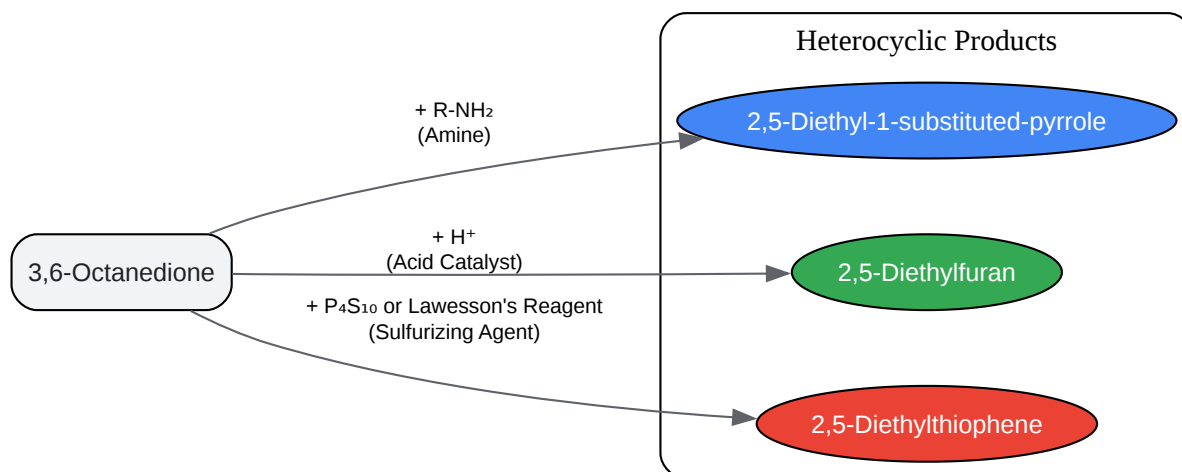 Heterocyclic Products
+ R-NH₂
(Amine)
2,5-Diethyl-1-substituted-pyrrole
3,6-Octanedione
+ H⁺
(Acid Catalyst)
2,5-Diethylfuran
+ P₄S₁₀ or Lawesson's Reagent
(Sulfurizing Agent)
2,5-Diethylthiophene